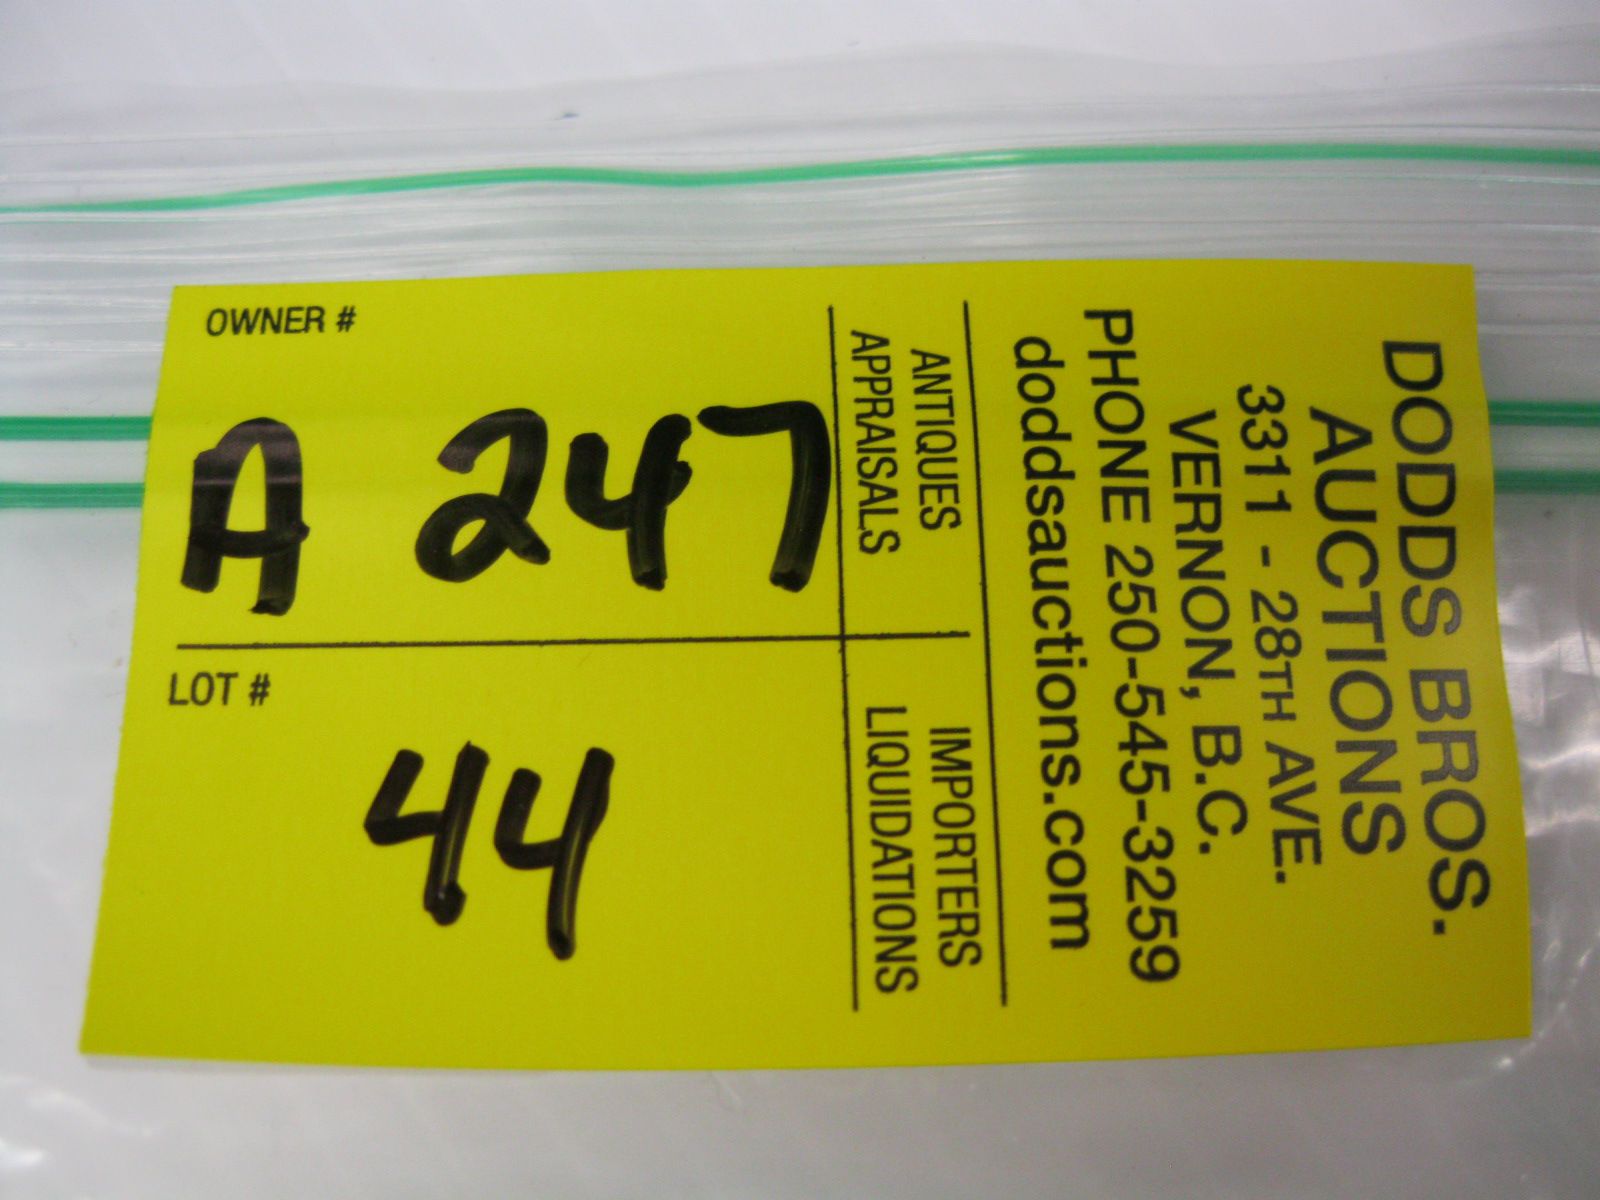 OWNER #
A 247
LOT #
44
DODDS BROS.
AUCTIONS
3311 - 28TH AVE.
VERNON, B.C.
PHONE 250-545-3259
doddsauctions.com
ANTIQUES
APPRAISALS
IMPORTERS
LIQUIDATIONS